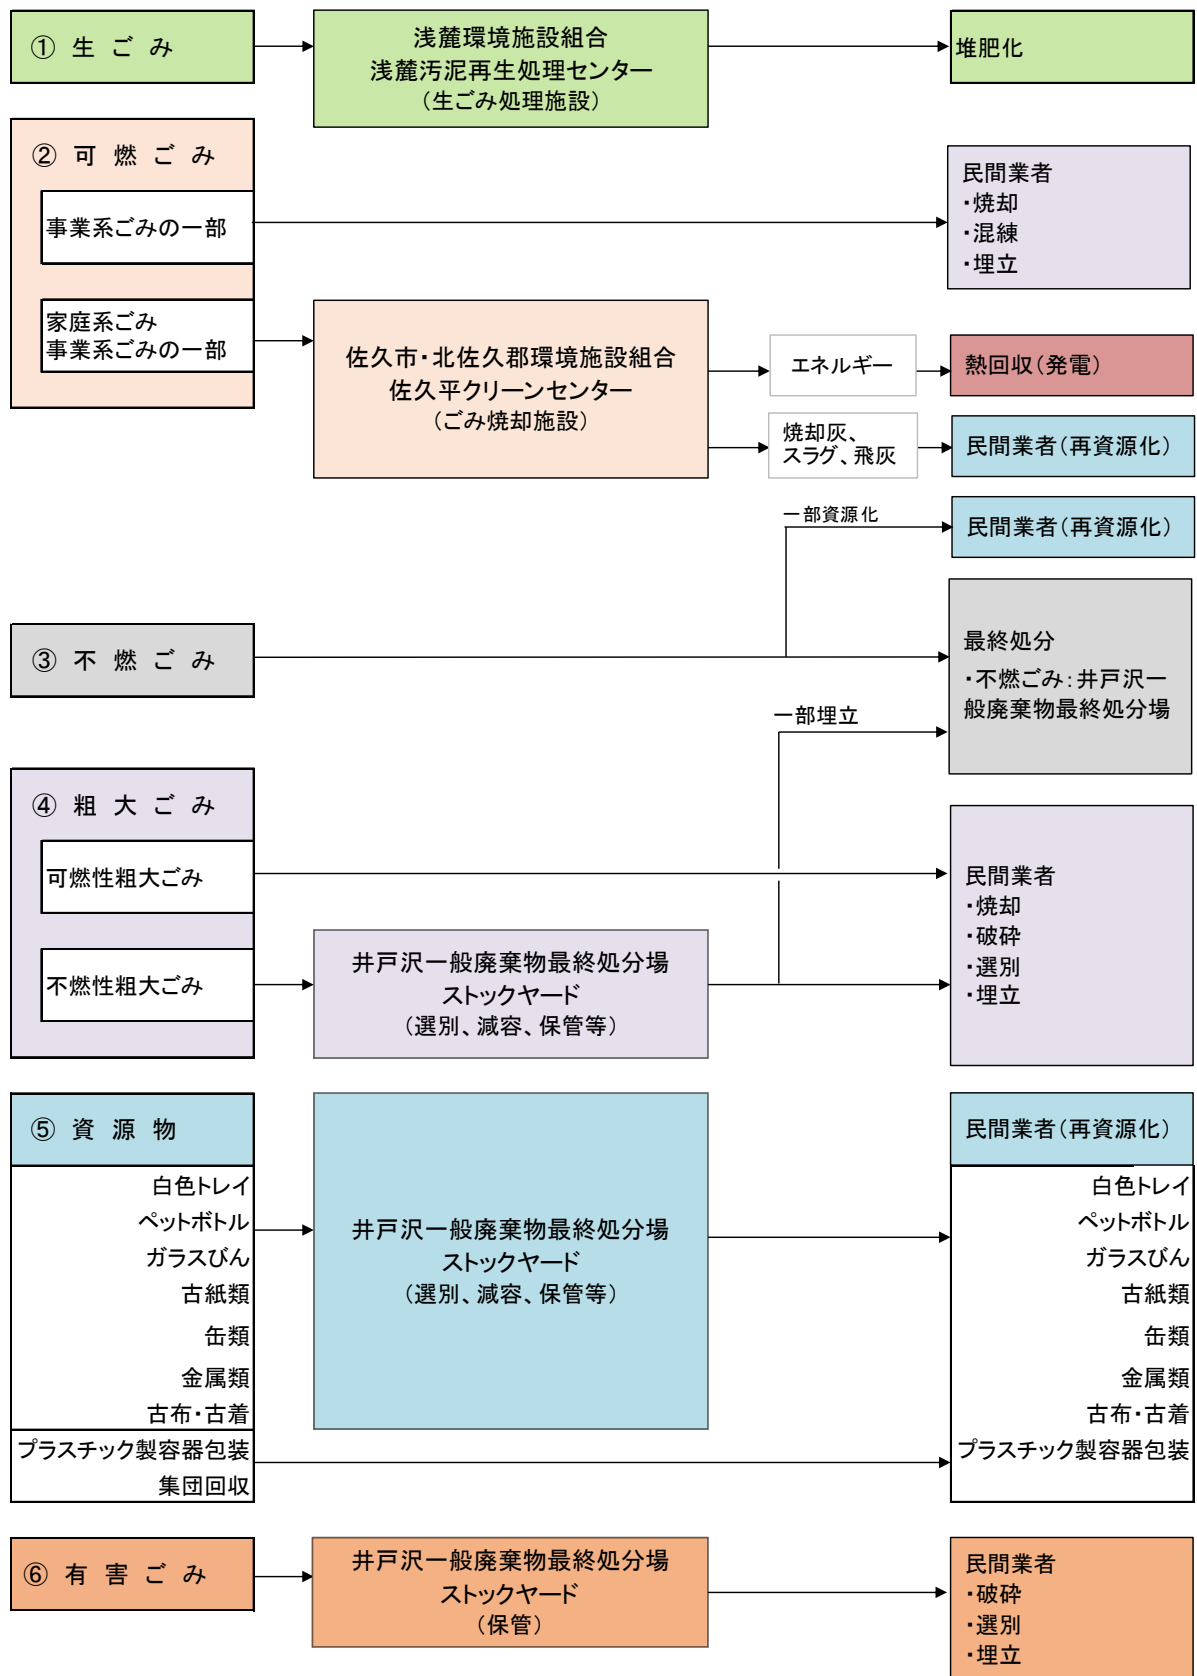 ① 生 ご み
浅麓環境施設組合
浅麓汚泥再生処理センター
（生ごみ処理施設）
堆肥化
② 可 燃 ご み
事業系ごみの一部
民間業者
・焼却
・混練
・埋立
家庭系ごみ
事業系ごみの一部
佐久市・北佐久郡環境施設組合
佐久平クリーンセンター
（ごみ焼却施設）
エネルギー
熱回収（発電）
焼却灰、
スラグ、飛灰
民間業者（再資源化）
一部資源化
民間業者（再資源化）
③ 不 燃 ご み
最終処分
・不燃ごみ：井戸沢一
般廃棄物最終処分場
一部埋立
④ 粗 大 ご み
可燃性粗大ごみ
不燃性粗大ごみ
井戸沢一般廃棄物最終処分場
ストックヤード
（選別、減容、保管等）
民間業者
・焼却
・破砕
・選別
・埋立
⑤ 資 源 物
白色トレイ
ペットボトル
ガラスびん
古紙類
缶類
金属類
古布・古着
プラスチック製容器包装
集団回収
井戸沢一般廃棄物最終処分場
ストックヤード
（選別、減容、保管等）
民間業者（再資源化）
白色トレイ
ペットボトル
ガラスびん
古紙類
缶類
金属類
古布・古着
プラスチック製容器包装
⑥ 有 害 ご み
井戸沢一般廃棄物最終処分場
ストックヤード
（保管）
民間業者
・破砕
・選別
・埋立